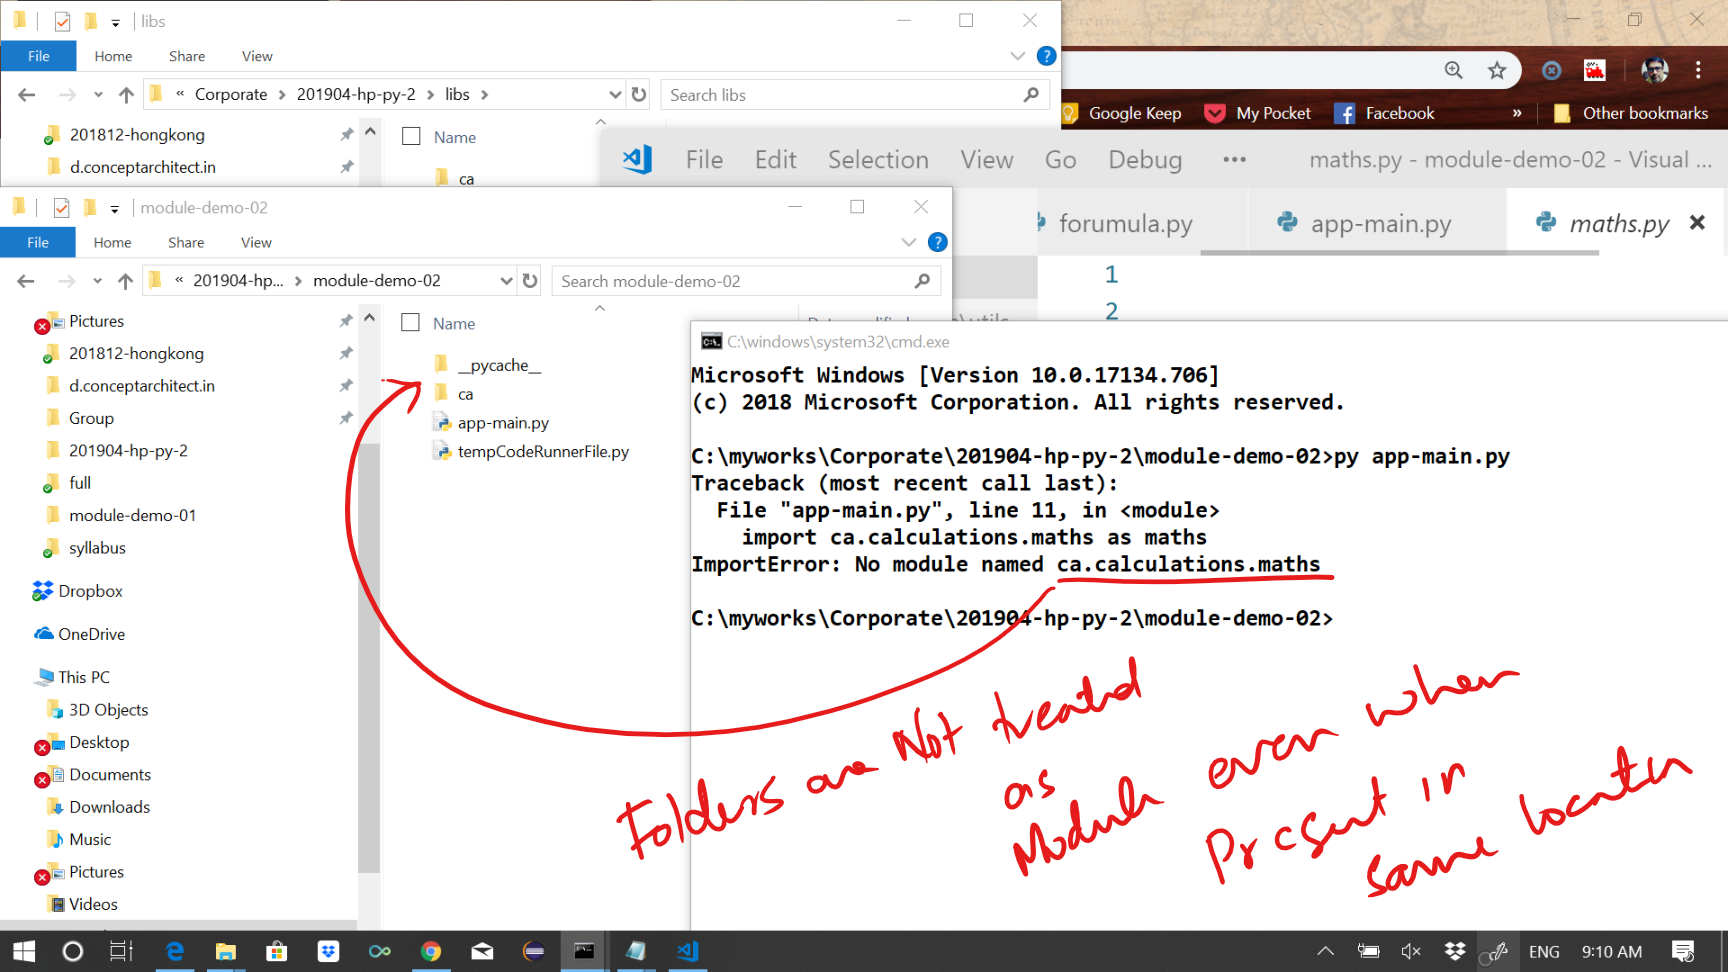 libs
File
Home
Share
View
« Corporate > 201904-hp-py-2 > libs >
Search libs
201812-hongkong
d.conceptarchitect.in
Name
ca
Google Keep
My Pocket
Facebook
»
Other bookmarks
File Edit Selection View Go Debug ••• maths.py - module-demo-02 - Visual ...
forumula.py
app-main.py
maths.py
1
2
module-demo-02
File
Home
Share
View
« 201904-hp... > module-demo-02
Search module-demo-02
Pictures
201812-hongkong
d.conceptarchitect.in
Group
201904-hp-py-2
full
module-demo-01
syllabus
Dropbox
OneDrive
This PC
3D Objects
Desktop
Documents
Downloads
Music
Pictures
Videos
Name
__pycache__
ca
app-main.py
tempCodeRunnerFile.py
C:\windows\system32\cmd.exe
Microsoft Windows [Version 10.0.17134.706]
(c) 2018 Microsoft Corporation. All rights reserved.
C:\myworks\Corporate\201904-hp-py-2\module-demo-02>py app-main.py
Traceback (most recent call last):
File "app-main.py", line 11, in <module>
import ca.calculations.maths as maths
ImportError: No module named ca.calculations.maths
C:\myworks\Corporate\201904-hp-py-2\module-demo-02>
Folders are Not treated
as
Module even when
Present in
same location
ENG
9:10 AM